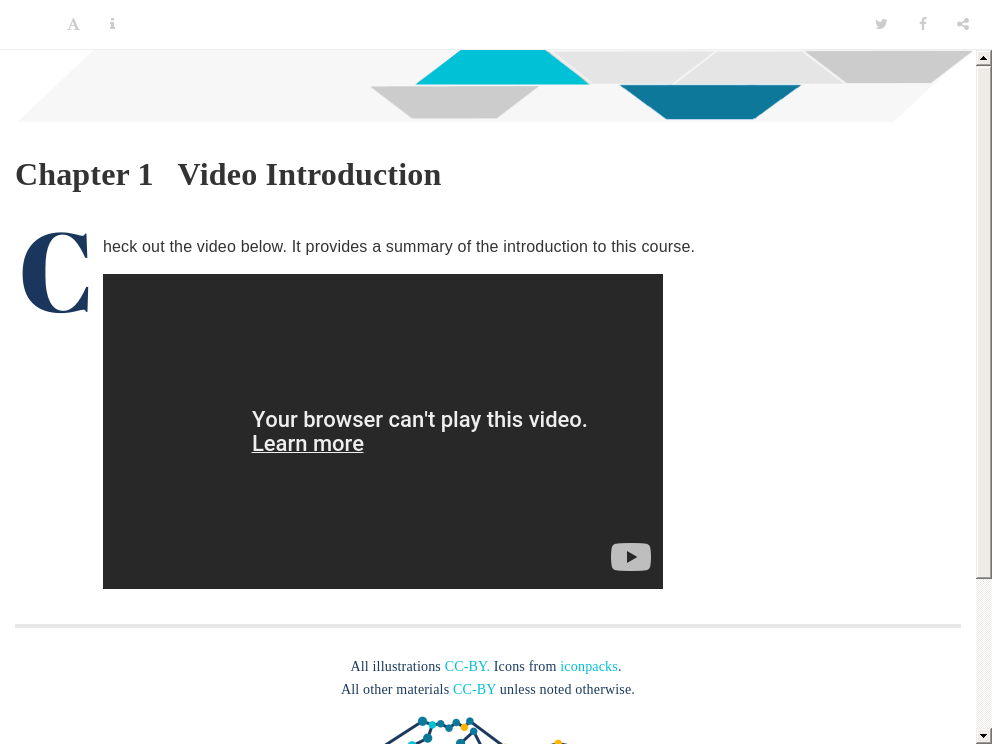 A i
Chapter 1 Video Introduction
Check out the video below. It provides a summary of the introduction to this course.
Your browser can't play this video.
Learn more
All illustrations CC-BY. Icons from iconpacks.
All other materials CC-BY unless noted otherwise.